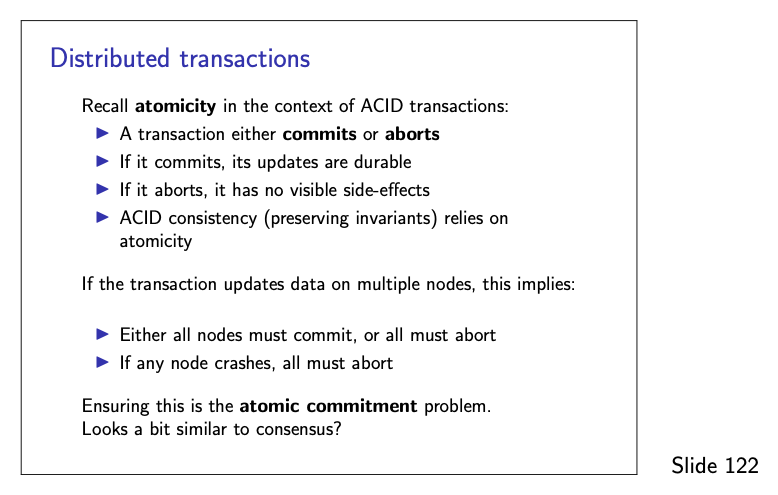 Distributed transactions
Recall atomicity in the context of ACID transactions:
▶ A transaction either commits or aborts
▶ If it commits, its updates are durable
▶ If it aborts, it has no visible side-effects
▶ ACID consistency (preserving invariants) relies on
atomicity
If the transaction updates data on multiple nodes, this implies:
▶ Either all nodes must commit, or all must abort
▶ If any node crashes, all must abort
Ensuring this is the atomic commitment problem.
Looks a bit similar to consensus?
Slide 122